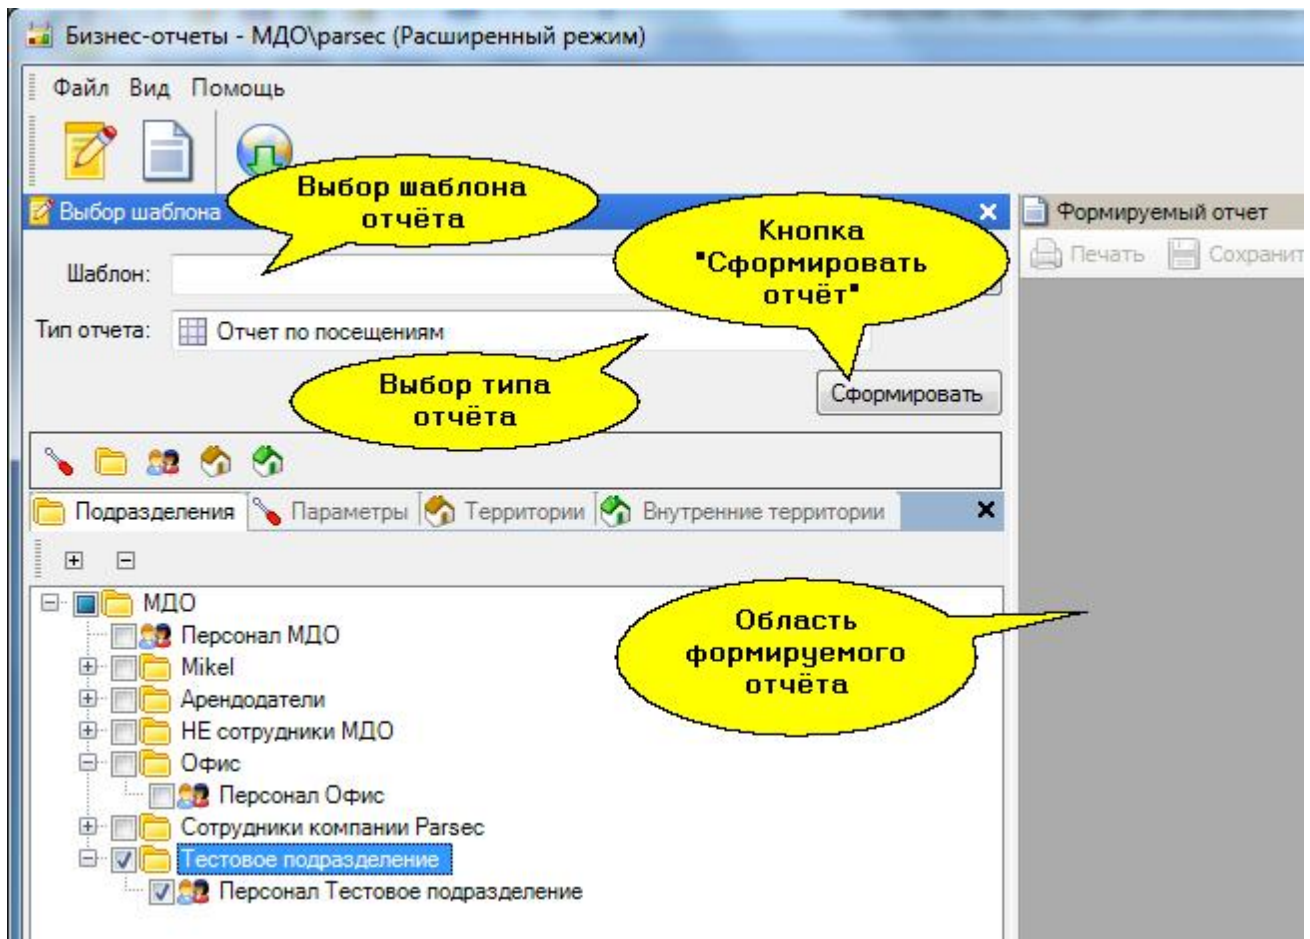 Бизнес-отчеты - МДО\parsec (Расширенный режим)
Файл Вид Помощь
Выбор шаблона
отчёта
Выбор шаблона
Формируемый отчет
Кнопка
"Сформировать
отчёт"
Печать Сохранит
Шаблон:
Тип отчета: Отчет по посещениям
Выбор типа
отчёта
Сформировать
Подразделения Параметры Территории Внутренние территории
МДО
Персонал МДО
Mikel
Арендодатели
НЕ сотрудники МДО
Офис
Персонал Офис
Сотрудники компании Parsec
Тестовое подразделение
Персонал Тестовое подразделение
Область
формируемого
отчёта